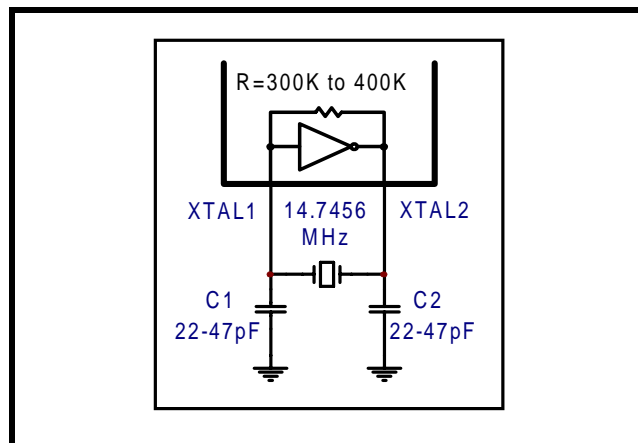 R=300K to 400K
XTAL1 14.7456 XTAL2
MHz
C1 C2
22-47pF 22-47pF